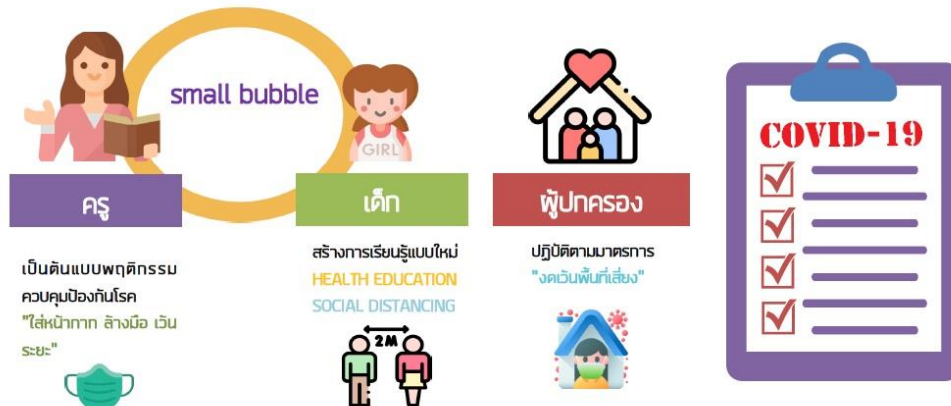 small bubble
GIRL
COVID-19
ครู
เด็ก
ผู้ปกครอง
เป็นต้นแบบพฤติกรรม
ควบคุมป้องกันโรค
"ใส่หน้ากาก ล้างมือ เว้น
ระยะ"
สร้างการเรียนรู้แบบใหม่
HEALTH EDUCATION
SOCIAL DISTANCING
2M
ปฏิบัติตามมาตรการ
"งดเว้นพื้นที่เสี่ยง"